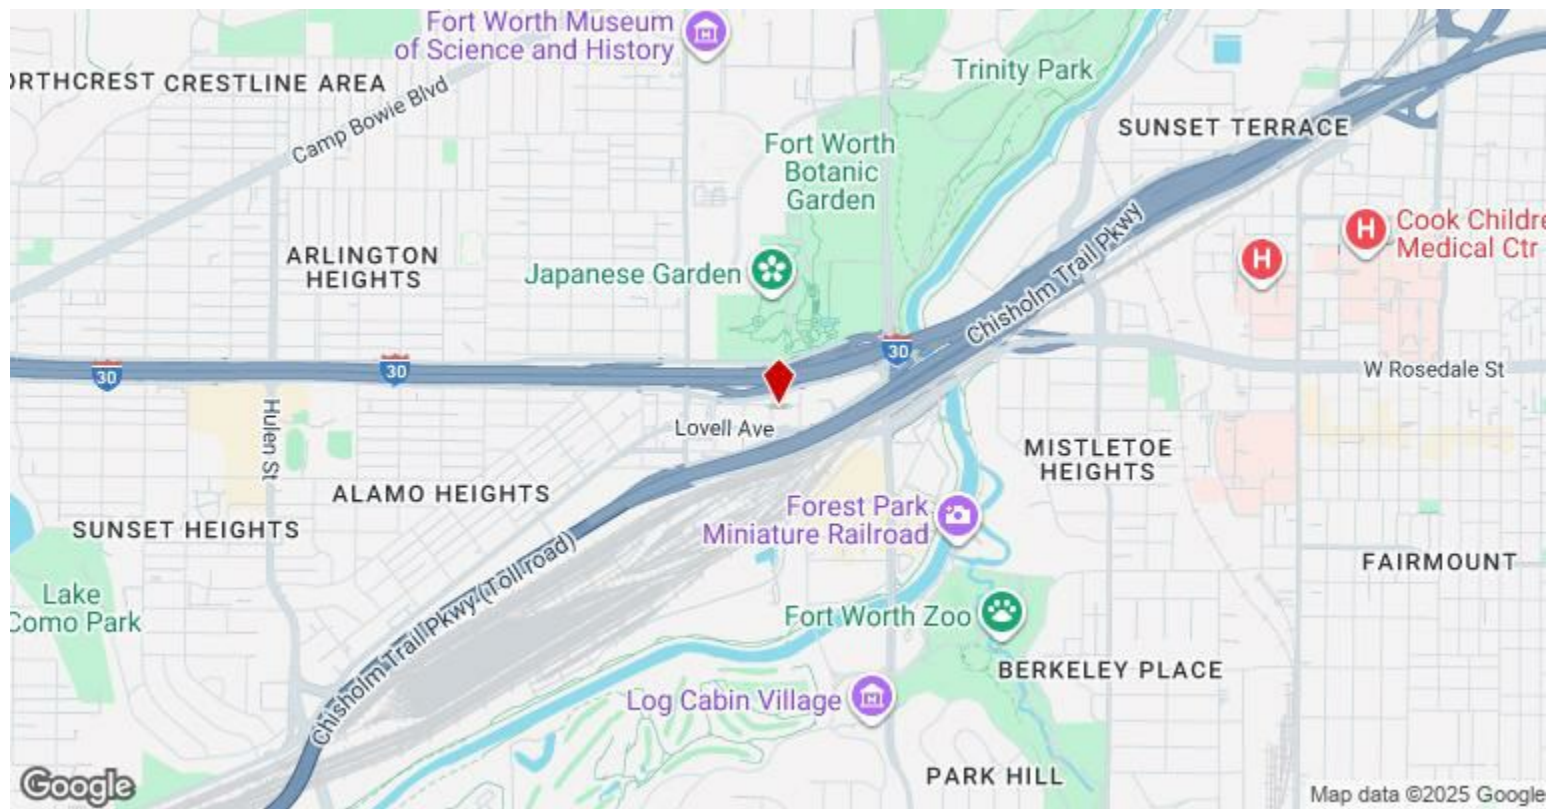 Fort Worth Museum
of Science and History
ORTHCREST
CRESTLINE AREA
Camp Bowie Blvd
Trinity Park
SUNSET TERRACE
Fort Worth
Botanic
Garden
Cook Childre
Medical Ctr
H
H
ARLINGTON
HEIGHTS
Japanese Garden
Chisholm Trail Pkwy
30
30
30
W Rosedale St
Hulen St
Lovell Ave
MISTLETOE
HEIGHTS
ALAMO HEIGHTS
SUNSET HEIGHTS
Forest Park
Miniature Railroad
FAIRMOUNT
Lake
Como Park
Chisholm Trail Pkwy (Toll road)
Fort Worth Zoo
BERKELEY PLACE
Log Cabin Village
PARK HILL
Google
Map data ©2025 Google